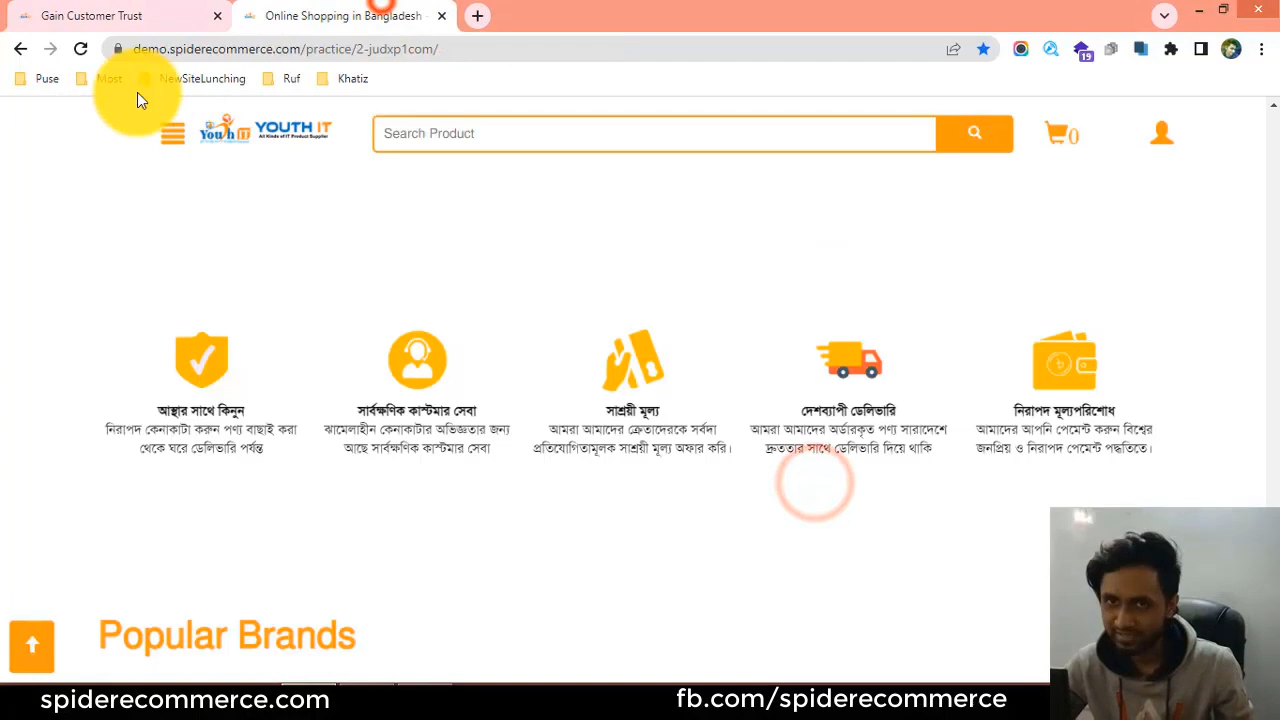 Gain Customer Trust
Online Shopping in Bangladesh -
demo.spiderecommerce.com/practice/2-judxp1com/
19
Puse
Most
NewSiteLunching
Ruf
Khatiz
YOUTH IT
All Kinds of IT Product Supplier
Search Product
0
আস্থার সাথে কিনুন
নিরাপদ কেনাকাটা করুন পণ্য বাছাই করা
থেকে ঘরে ডেলিভারি পর্যন্ত
সার্বক্ষণিক কাস্টমার সেবা
ঝামেলাহীন কেনাকাটার অভিজ্ঞতার জন্য
আছে সার্বক্ষণিক কাস্টমার সেবা
সাশ্রয়ী মূল্য
আমরা আমাদের ক্রেতাদেরকে সর্বদা
প্রতিযোগিতামূলক সাশ্রয়ী মূল্য অফার করি।
দেশব্যাপী ডেলিভারি
আমরা আমাদের অর্ডারকৃত পণ্য সারাদেশে
দ্রুততার সাথে ডেলিভারি দিয়ে থাকি
নিরাপদ মূল্যপরিশোধ
আমাদের আপনি পেমেন্ট করুন বিশ্বের
জনপ্রিয় ও নিরাপদ পেমেন্ট পদ্ধতিতে।
Popular Brands
spiderecommerce.com
fb.com/spiderecommerce